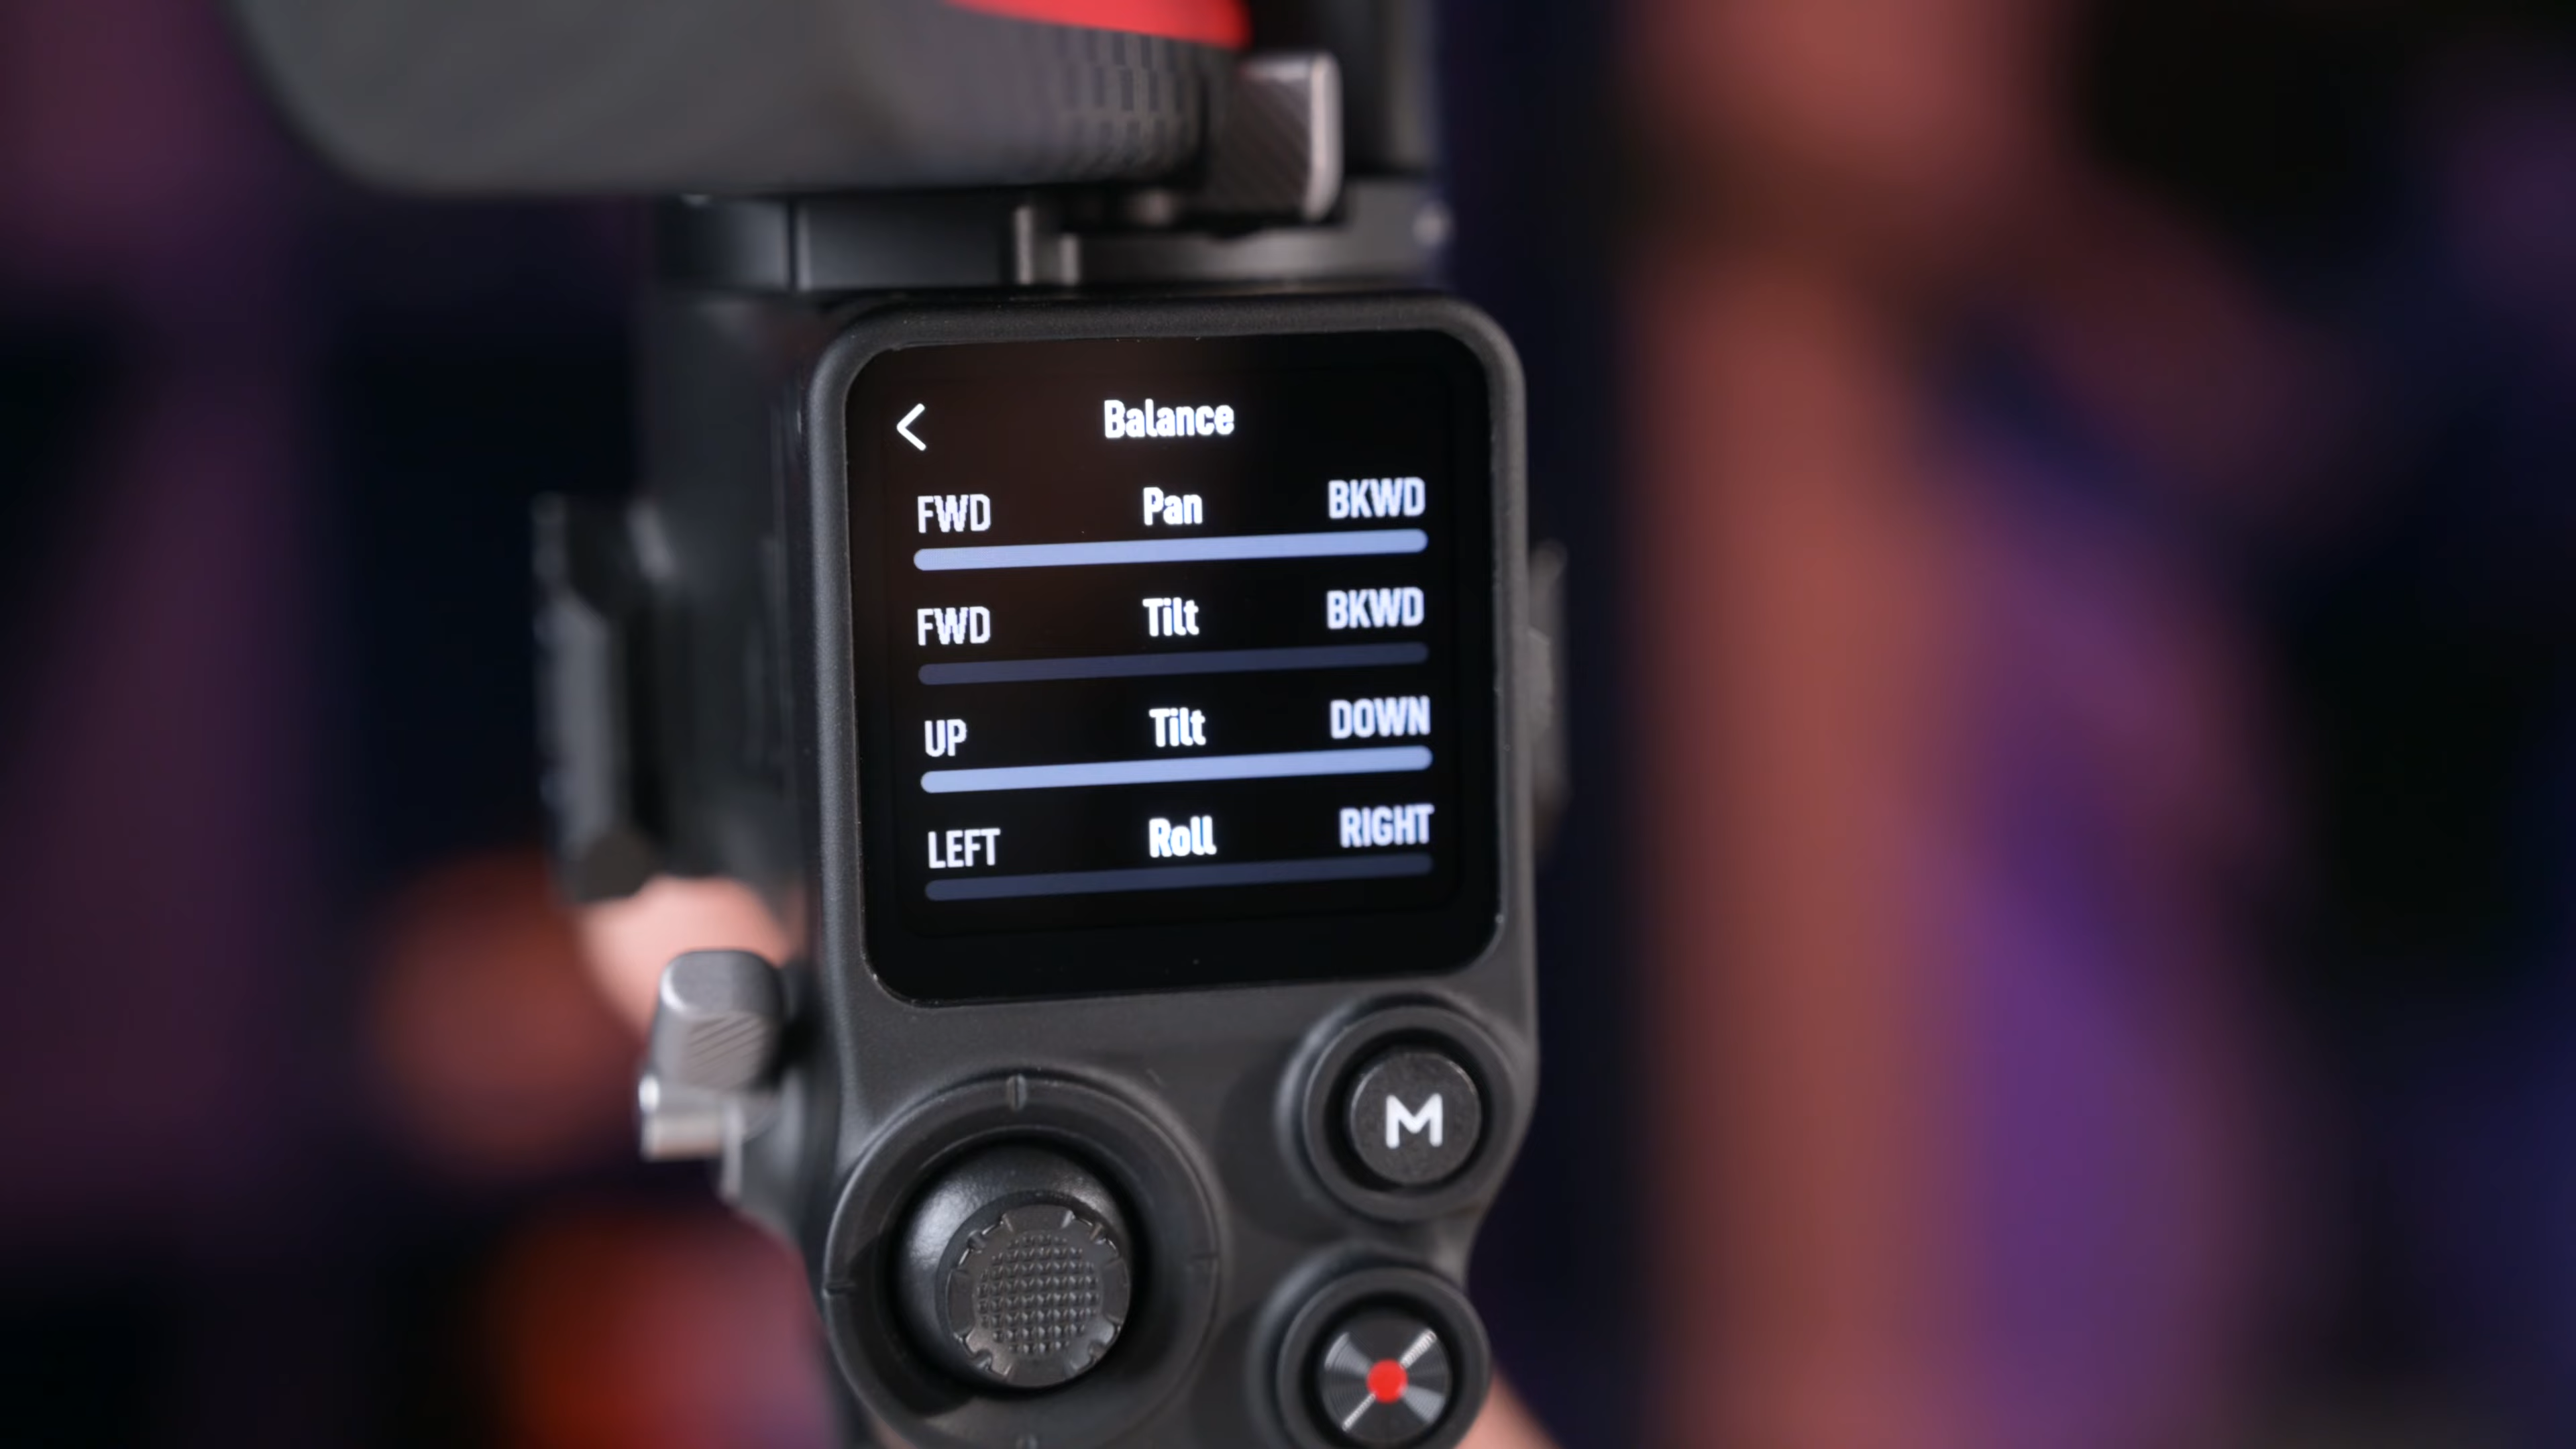 Balance
FWD Pan BKWD
FWD Tilt BKWD
UP Tilt DOWN
LEFT Roll RIGHT
M